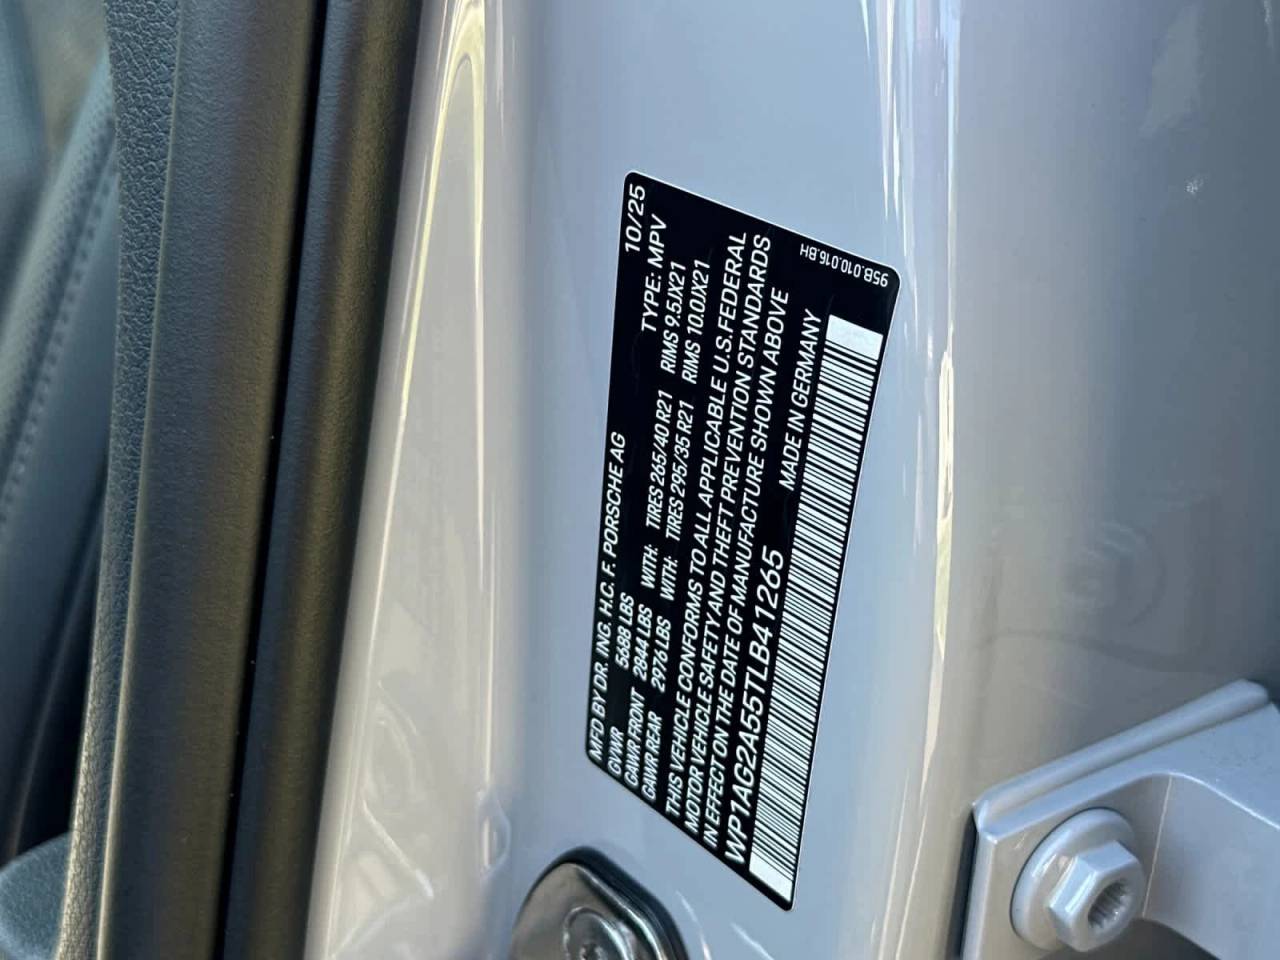 MFD BY DR. ING. H.C. F. PORSCHE AG 10/25
GVWR 5688 LBS TYPE: MPV
GAWR FRONT 2844 LBS WITH: TIRES 265/40 R21 RIMS 9.5JX21
GAWR REAR 2976 LBS WITH: TIRES 295/35 R21 RIMS 10.0JX21
THIS VEHICLE CONFORMS TO ALL APPLICABLE U.S.FEDERAL
MOTOR VEHICLE SAFETY AND THEFT PREVENTION STANDARDS
IN EFFECT ON THE DATE OF MANUFACTURE SHOWN ABOVE
WP1AG2A55TLB41265 MADE IN GERMANY
95B.010.016.BH